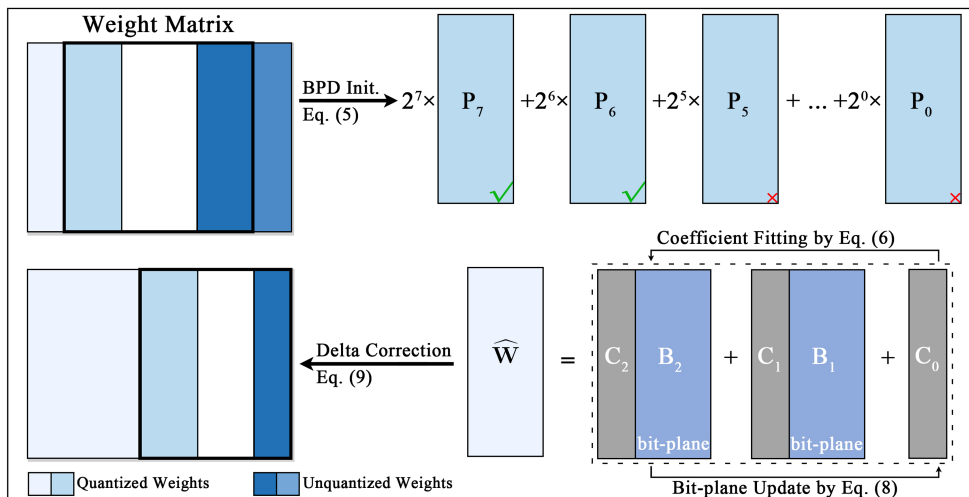 Weight Matrix
BPD Init.
Eq. (5)
2⁷× P₇ +2⁶× P₆ +2⁵× P₅ + ... +2⁰× P₀
Coefficient Fitting by Eq. (6)
Delta Correction
Eq. (9)
Ŵ = C₂ B₂ + C₁ B₁ + C₀
bit-plane bit-plane
Quantized Weights Unquantized Weights
Bit-plane Update by Eq. (8)